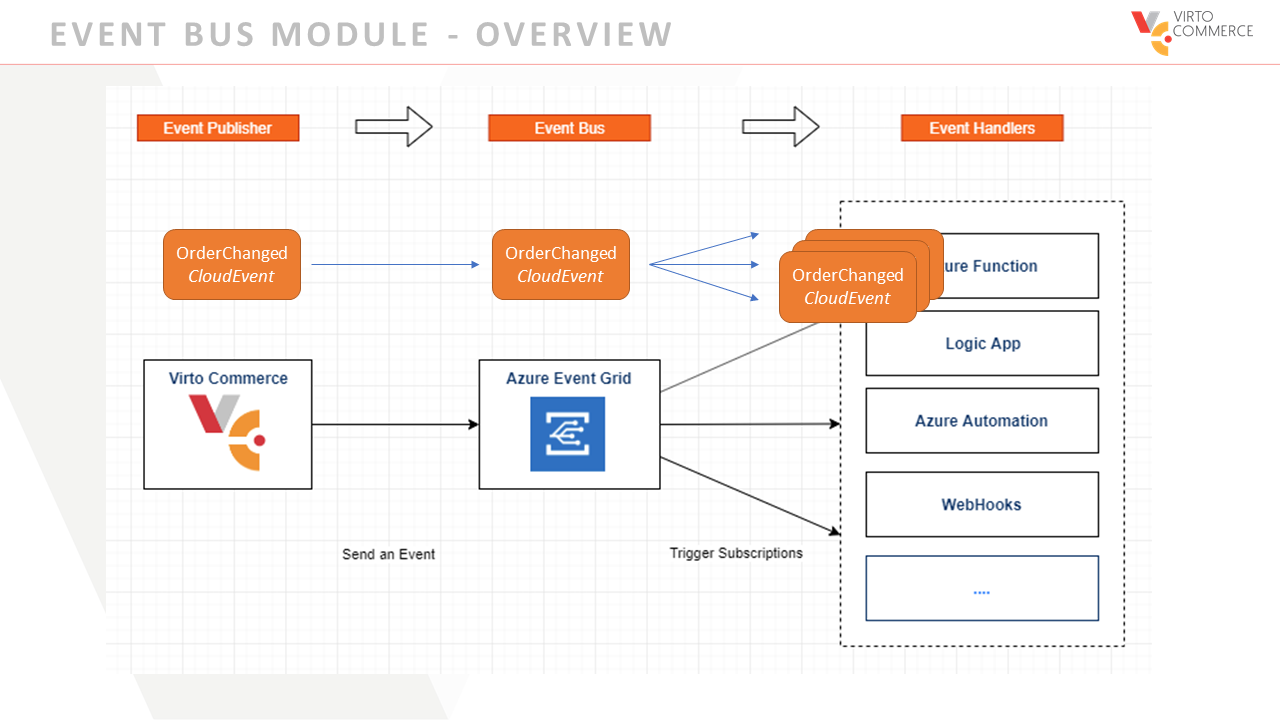 EVENT BUS MODULE - OVERVIEW
VIRTO
COMMERCE
Event Publisher
Event Bus
Event Handlers
OrderChanged
CloudEvent
OrderChanged
CloudEvent
OrderChanged
CloudEvent
ure Function
Logic App
Azure Automation
WebHooks
....
Virto Commerce
Azure Event Grid
Send an Event
Trigger Subscriptions